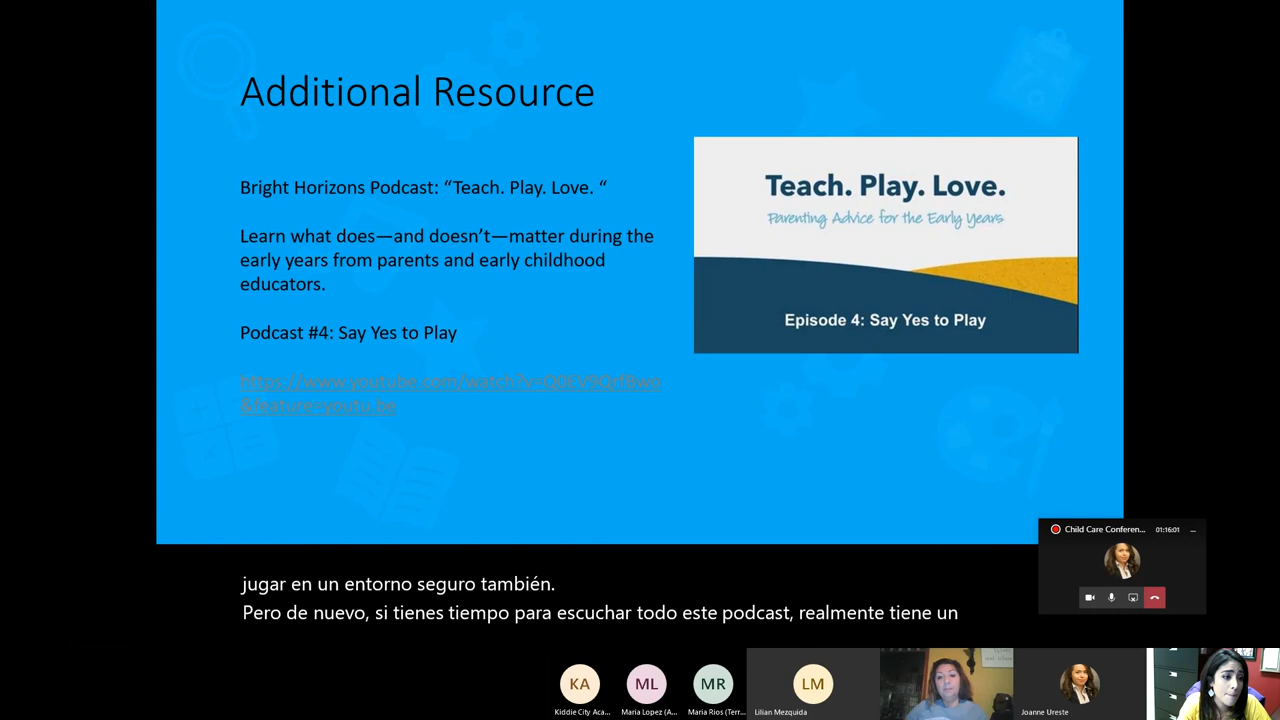 Additional Resource
Bright Horizons Podcast: “Teach. Play. Love. “
Learn what does—and doesn’t—matter during the
early years from parents and early childhood
educators.
Podcast #4: Say Yes to Play
&feature=youtu.be
Teach. Play. Love.
Parenting Advice for the Early Years
Episode 4: Say Yes to Play
Child Care Conferen...
01:16:01
jugar en un entorno seguro también.
Pero de nuevo, si tienes tiempo para escuchar todo este podcast, realmente tiene un
KA
ML
MR
LM
Kiddie City Aca...
Maria Lopez (A...
Maria Rios (Terr...
Lilian Mezquida
Joanne Ureste